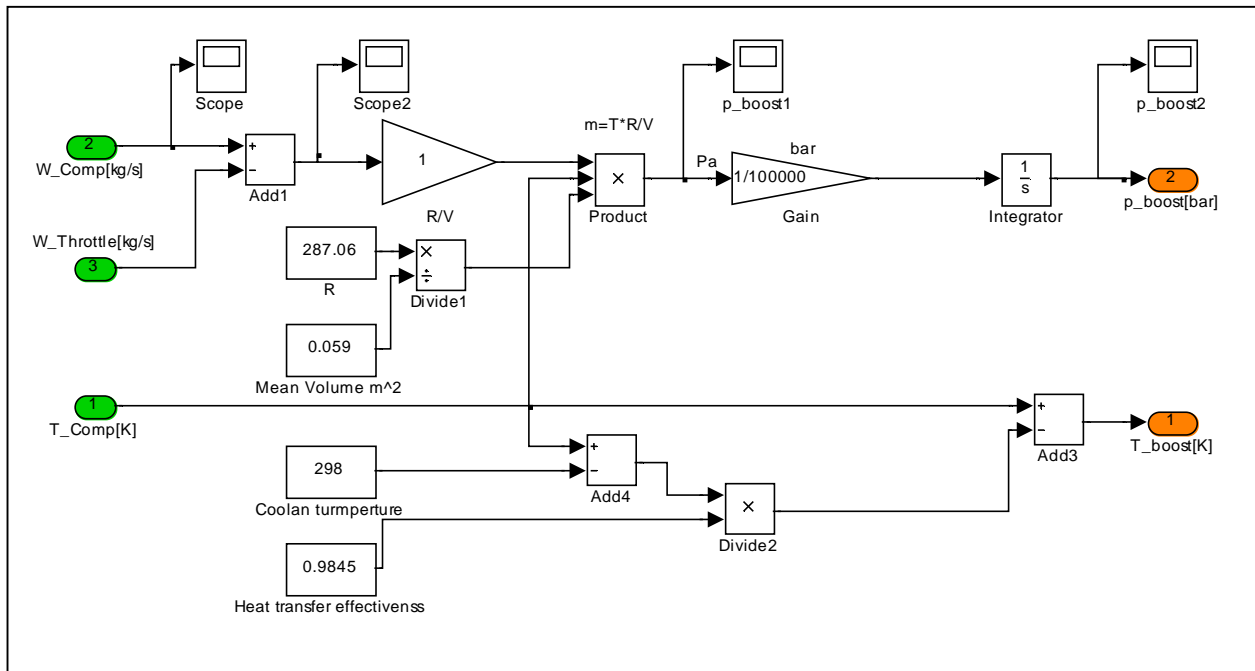 Scope
Scope2
p_boost1
p_boost2
m=T*R/V
2
W_Comp[kg/s]
+
−
Add1
1
×
Product
Pa
bar
1/100000
Gain
1
s
Integrator
2
p_boost[bar]
W_Throttle[kg/s]
3
R/V
287.06
R
×
÷
Divide1
0.059
Mean Volume m^2
1
T_Comp[K]
+
−
Add3
1
T_boost[K]
298
Coolan turmperture
+
−
Add4
×
Divide2
0.9845
Heat transfer effectivenss